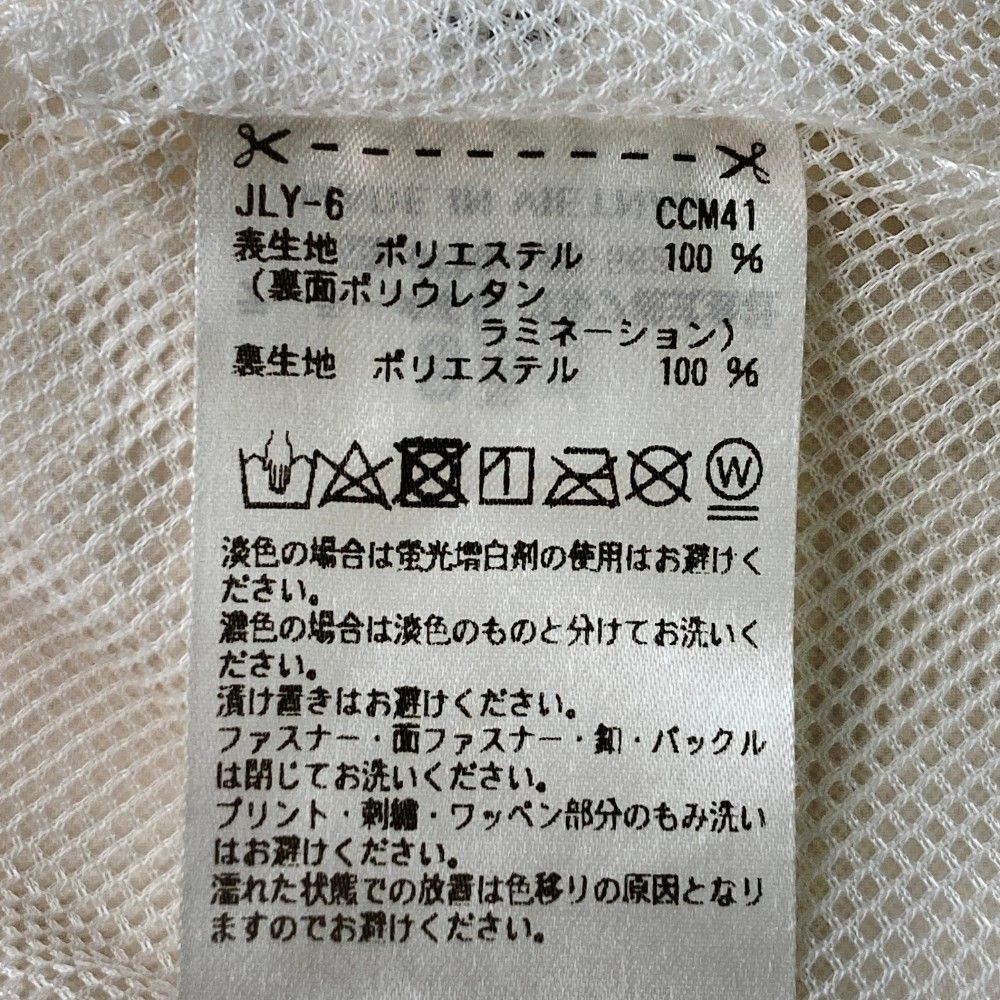 JLY-6 CCM41
表生地 ポリエステル 100 %
(裏面ポリウレタン
ラミネーション)
裏生地 ポリエステル 100 %
W
淡色の場合は蛍光増白剤の使用はお避けく
ださい。
濃色の場合は淡色のものと分けてお洗いく
ださい。
漬け置きはお避けください。
ファスナー・面ファスナー・釦・バックル
は閉じてお洗いください。
プリント・刺繍・ワッペン部分のもみ洗い
はお避けください。
濡れた状態での放置は色移りの原因となり
ますのでお避けください。